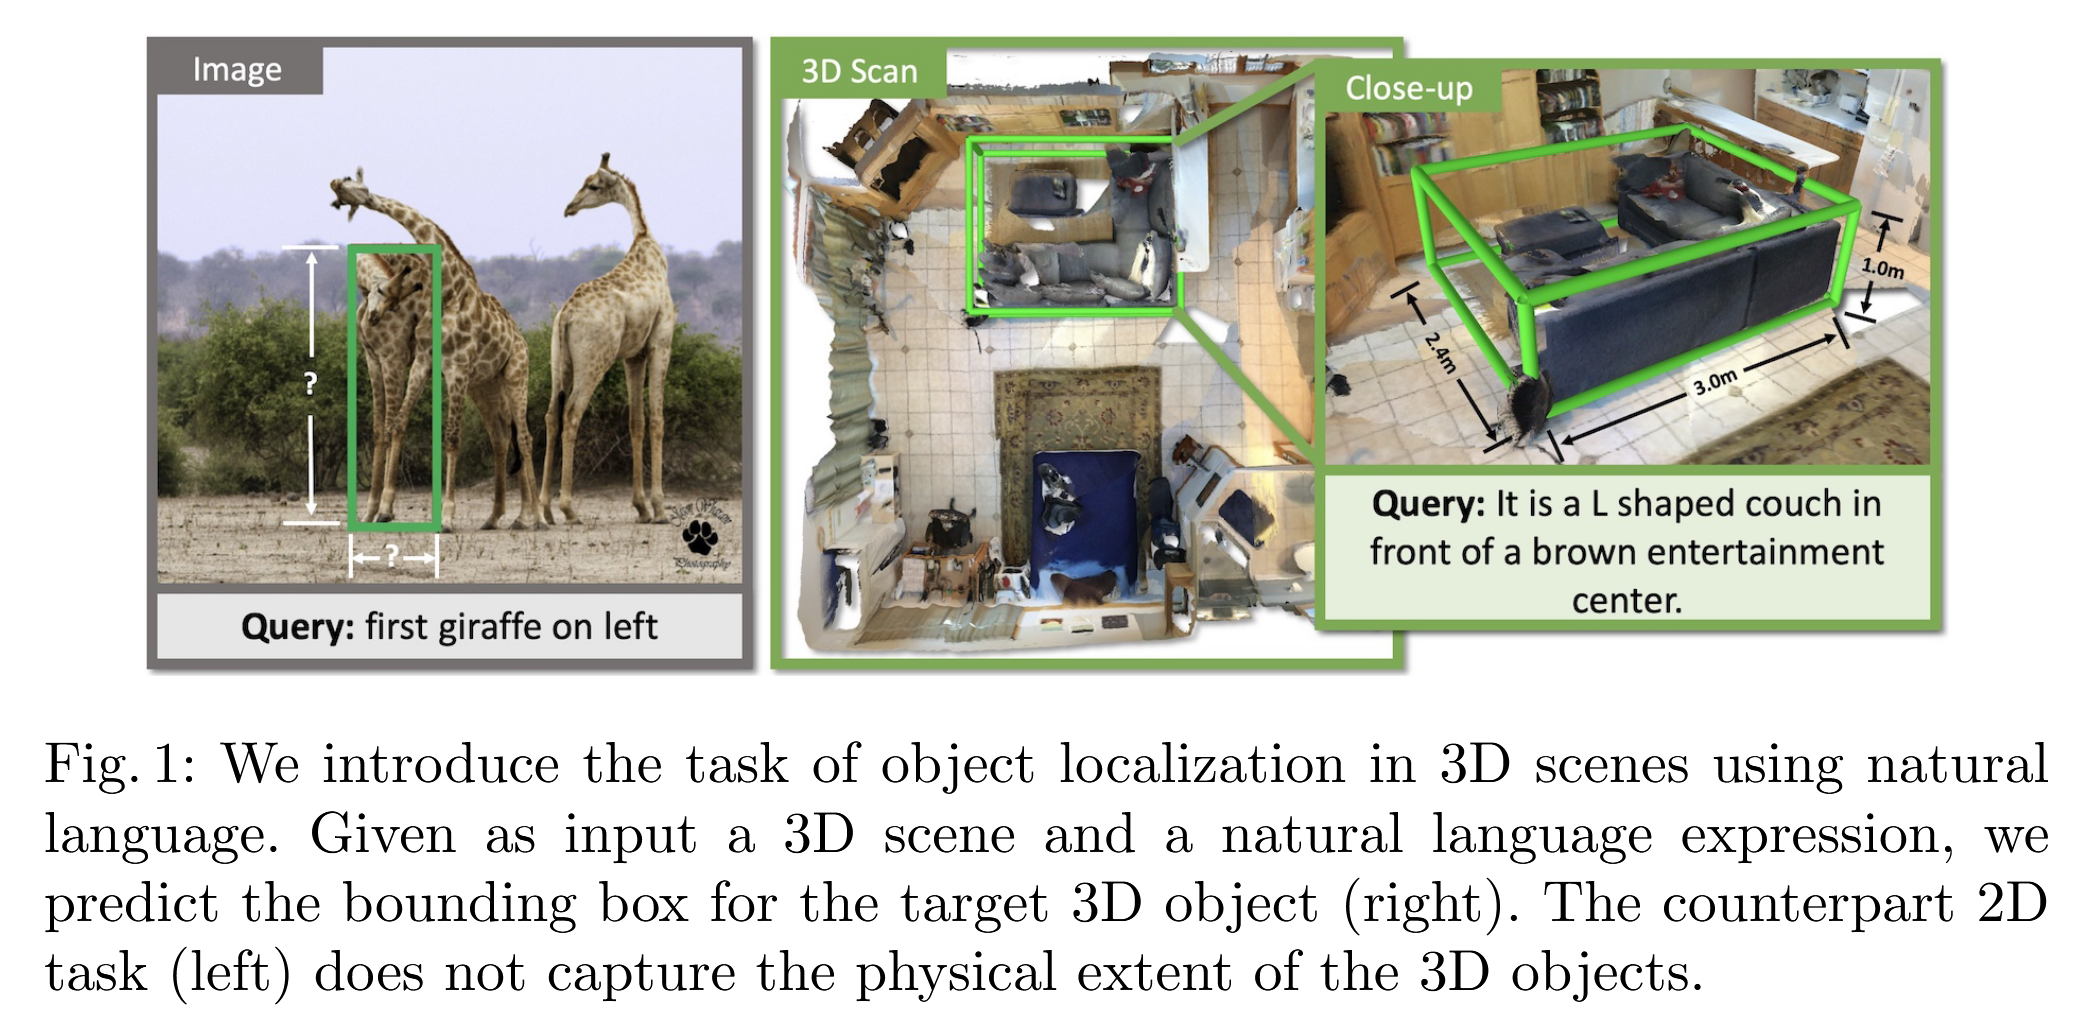 Image
?
?
Query: first giraffe on left
3D Scan
Close-up
1.0m
2.4m
3.0m
Query: It is a L shaped couch in
front of a brown entertainment
center.
Photography
Fig. 1: We introduce the task of object localization in 3D scenes using natural
language. Given as input a 3D scene and a natural language expression, we
predict the bounding box for the target 3D object (right). The counterpart 2D
task (left) does not capture the physical extent of the 3D objects.